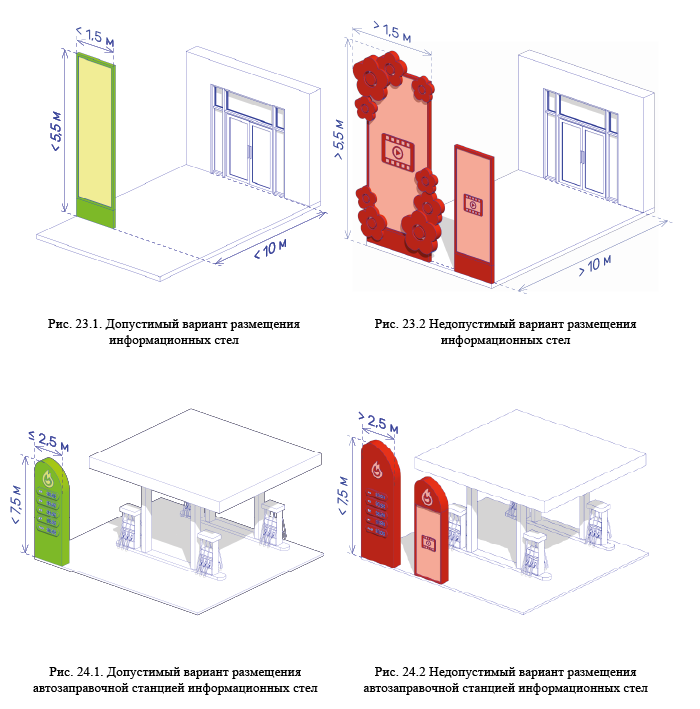 < 1,5 м
< 5,5 м
< 10 м
> 1,5 м
> 5,5 м
> 10 м
Рис. 23.1. Допустимый вариант размещения
информационных стел
Рис. 23.2 Недопустимый вариант размещения
информационных стел
≤ 2,5 м
< 7,5 м
> 2,5 м
< 7,5 м
Рис. 24.1. Допустимый вариант размещения
автозаправочной станцией информационных стел
Рис. 24.2 Недопустимый вариант размещения
автозаправочной станцией информационных стел